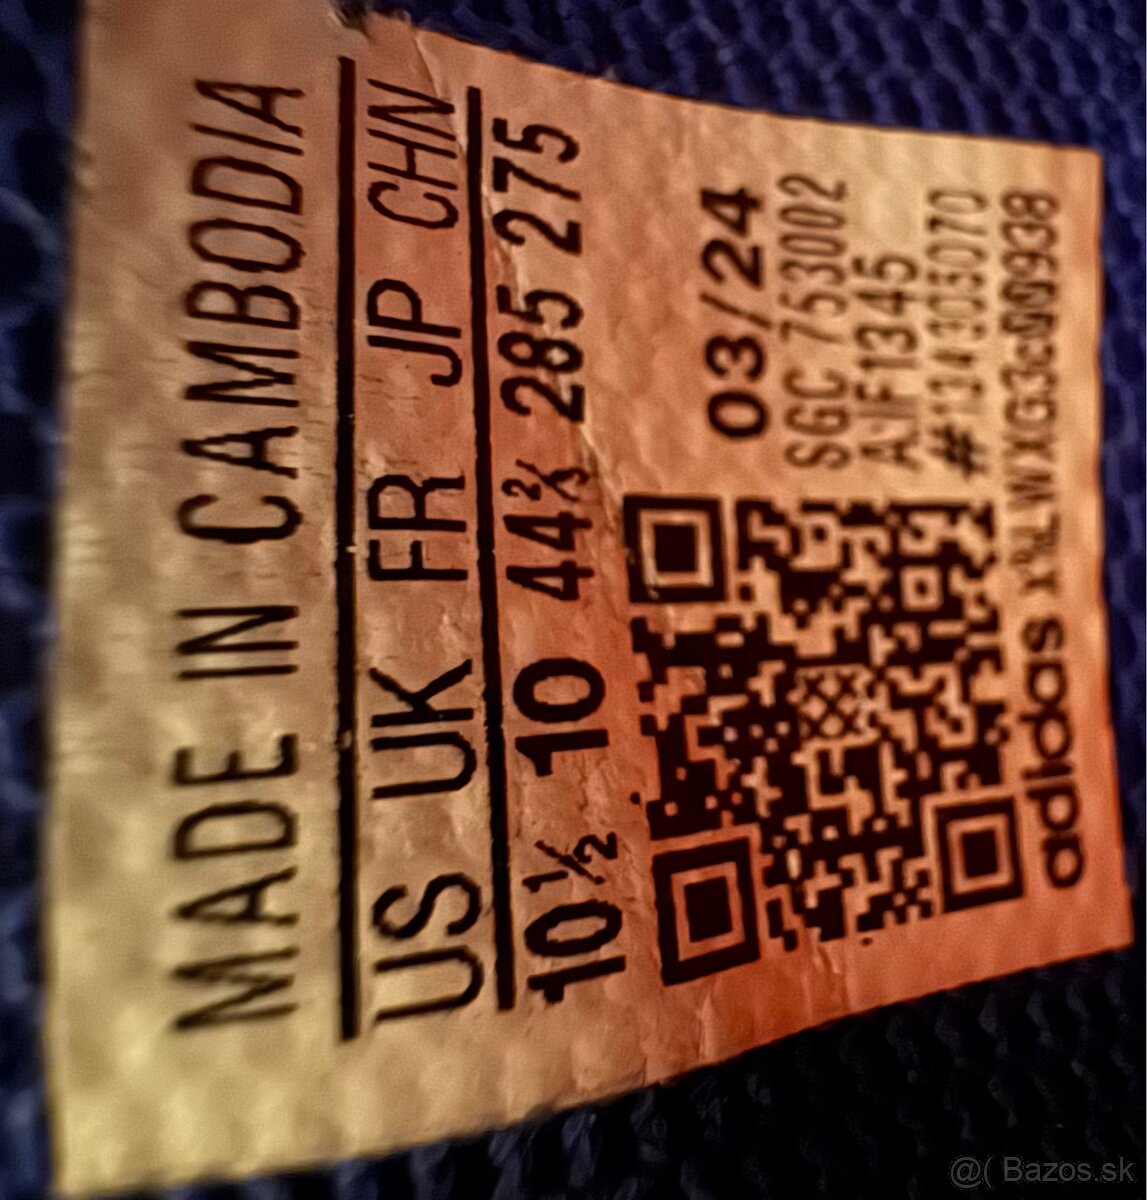 MADE IN CAMBODIA
US UK FR JP CHN
10½ 10 44⅔ 285 275
03/24
SGC 753002
#134305070
adidas
@( Bazos.sk